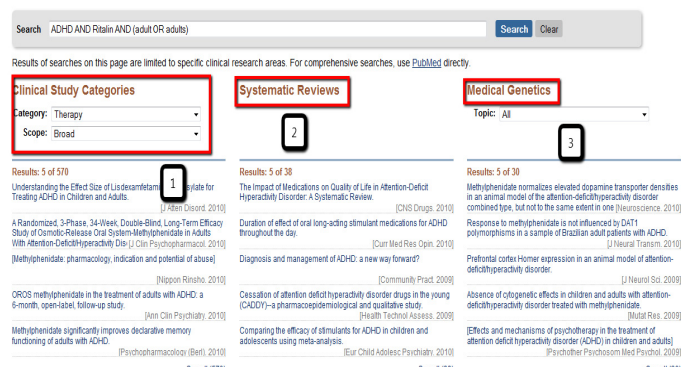 Search ADHD AND Ritalin AND (adult OR adults) Search Clear
Results of searches on this page are limited to specific clinical research areas. For comprehensive searches, use PubMed directly.
Clinical Study Categories
Category: Therapy
Scope: Broad
1
Results: 5 of 570
Understanding the Effect Size of Lisdexamfetamine for
Treating ADHD in Children and Adults.
[J Atten Disord. 2010]
A Randomized, 3-Phase, 34-Week, Double-Blind, Long-Term Efficacy
Study of Osmotic-Release Oral System-Methylphenidate in Adults
With Attention-Deficit/Hyperactivity Dis [J Clin Psychopharmacol. 2010]
[Methylphenidate: pharmacology, indication and potential of abuse]
[Nippon Rinsho. 2010]
OROS methylphenidate in the treatment of adults with ADHD: a
6-month, open-label, follow-up study.
[Ann Clin Psychiatry. 2010]
Methylphenidate significantly improves declarative memory
functioning of adults with ADHD.
[Psychopharmacology (Berl). 2010]
Systematic Reviews
2
Results: 5 of 38
The Impact of Medications on Quality of Life in Attention-Deficit
Hyperactivity Disorder: A Systematic Review.
[CNS Drugs. 2010]
Duration of effect of oral long-acting stimulant medications for ADHD
throughout the day.
[Curr Med Res Opin. 2010]
Diagnosis and management of ADHD: a new way forward?
[Community Pract. 2009]
Cessation of attention deficit hyperactivity disorder drugs in the young
(CADDY)--a pharmacoepidemiological and qualitative study.
[Health Technol Assess. 2009]
Comparing the efficacy of stimulants for ADHD in children and
adolescents using meta-analysis.
[Eur Child Adolesc Psychiatry. 2010]
Medical Genetics
Topic: All
3
Results: 5 of 30
Methylphenidate normalizes elevated dopamine transporter densities
in an animal model of the attention-deficit/hyperactivity disorder
combined type, but not to the same extent in one [Neuroscience. 2010]
Response to methylphenidate is not influenced by DAT1
polymorphisms in a sample of Brazilian adult patients with ADHD.
[J Neural Transm. 2010]
Prefrontal cortex Homer expression in an animal model of attention-
deficit/hyperactivity disorder.
[J Neurol Sci. 2009]
Absence of cytogenetic effects in children and adults with attention-
deficit/hyperactivity disorder treated with methylphenidate.
[Mutat Res. 2009]
[Effects and mechanisms of psychotherapy in the treatment of
attention deficit hyperactivity disorder (ADHD) in children and adults]
[Psychother Psychosom Med Psychol. 2009]